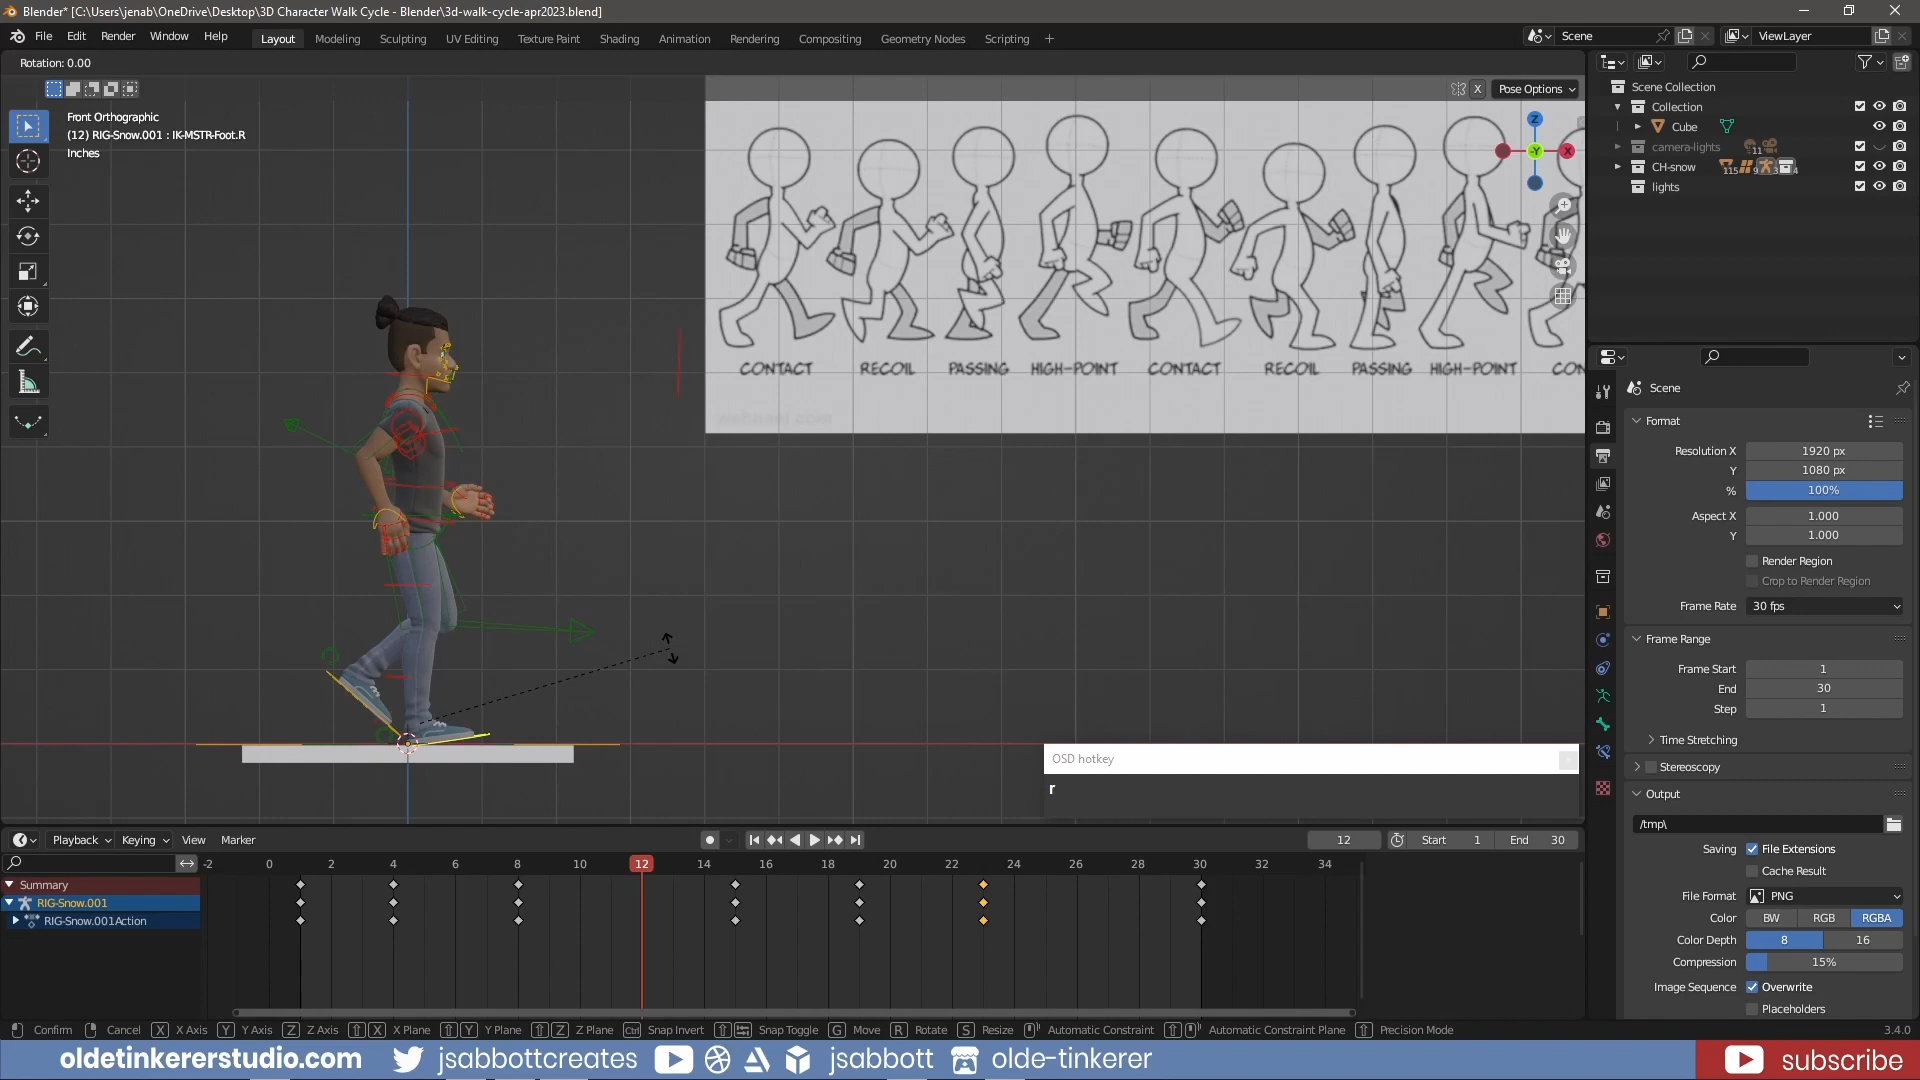 Blender* [C:\Users\jenab\OneDrive\Desktop\3D Character Walk Cycle - Blender\3d-walk-cycle-apr2023.blend]
File Edit Render Window Help Layout Modeling Sculpting UV Editing Texture Paint Shading Animation Rendering Compositing Geometry Nodes Scripting + Scene ViewLayer
Rotation: 0.00
X Pose Options
Front Orthographic
(12) RIG-Snow.001 : IK-MSTR-Foot.R
Inches
Z
-Y X
CONTACT RECOIL PASSING HIGH-POINT CONTACT RECOIL PASSING HIGH-POINT CON
Scene Collection
Collection
Cube
camera-lights 11
CH-snow 115 9 3 4
lights
Scene
Format
Resolution X 1920 px
Y 1080 px
% 100%
Aspect X 1.000
Y 1.000
Render Region
Crop to Render Region
Frame Rate 30 fps
Frame Range
Frame Start 1
End 30
Step 1
Time Stretching
Stereoscopy
Output
/tmp\
Saving File Extensions
Cache Result
File Format PNG
Color BW RGB RGBA
Color Depth 8 16
Compression 15%
Image Sequence Overwrite
Placeholders
OSD hotkey
r
Playback Keying View Marker 12 Start 1 End 30
-2 0 2 4 6 8 10 12 14 16 18 20 22 24 26 28 30 32 34
Summary
RIG-Snow.001
RIG-Snow.001Action
Confirm Cancel X X Axis Y Y Axis Z Z Axis X X Plane Y Y Plane Z Z Plane Ctrl Snap Invert Snap Toggle G Move R Rotate S Resize Automatic Constraint Automatic Constraint Plane Precision Mode 3.4.0
oldetinkererstudio.com jsabbottcreates jsabbott olde-tinkerer subscribe